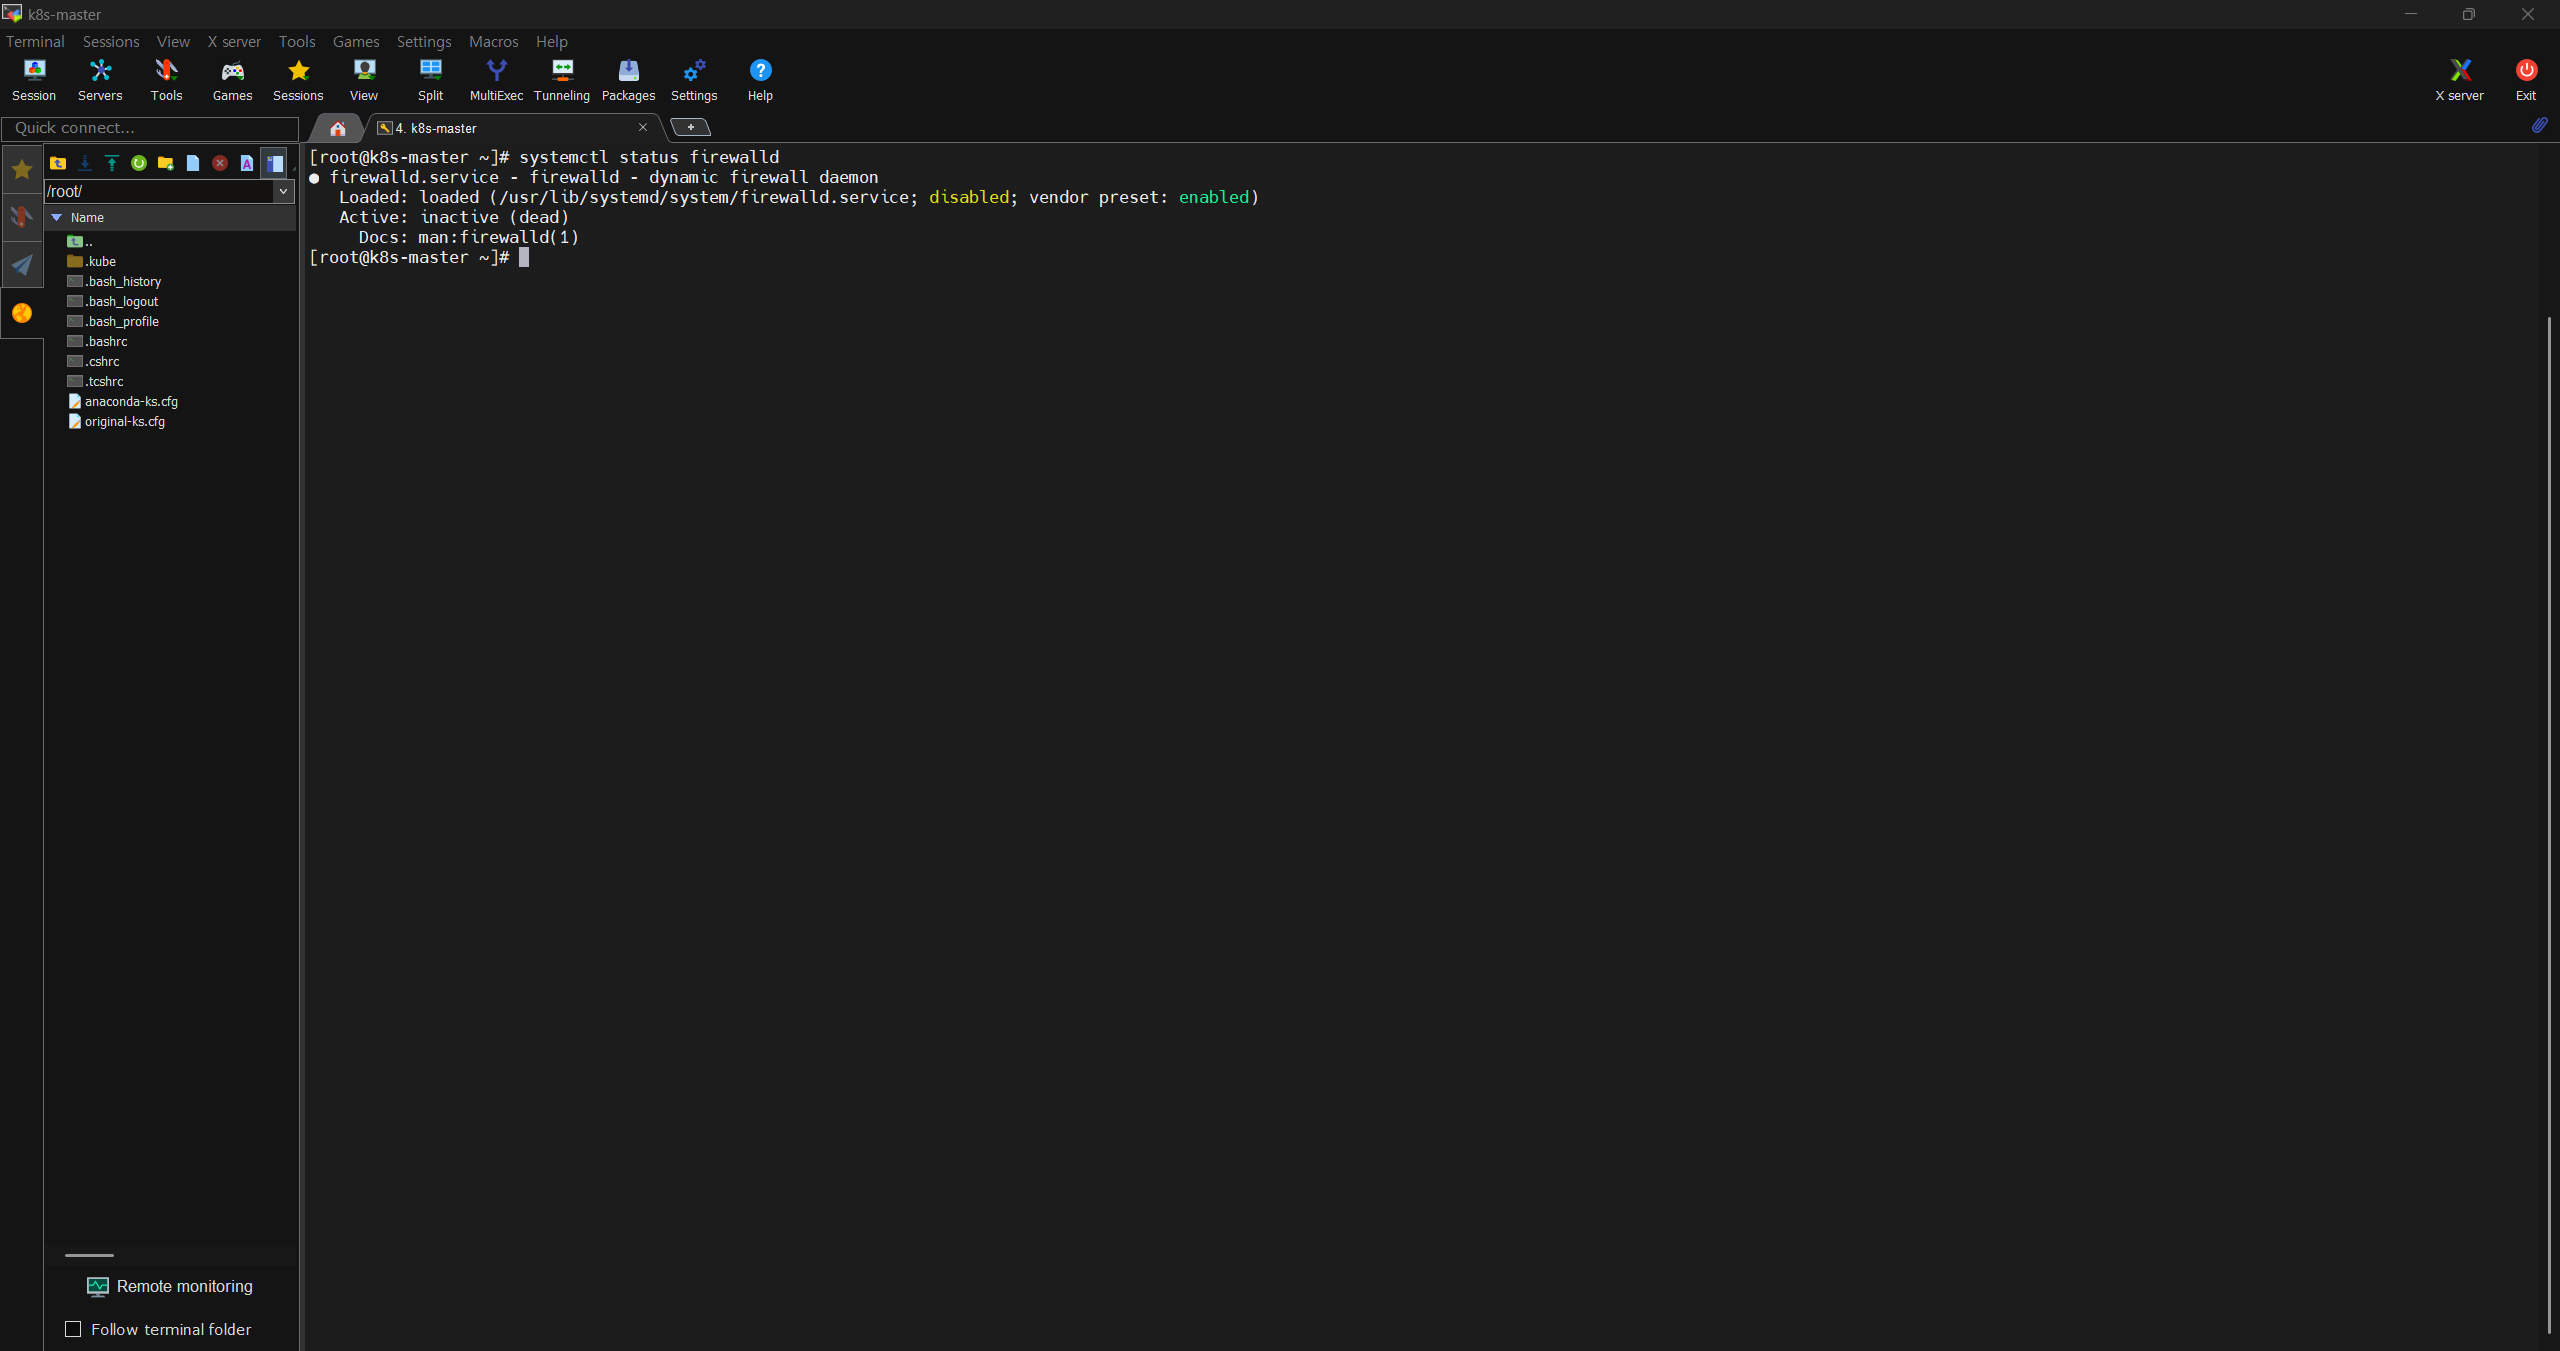 k8s-master
Terminal Sessions View X server Tools Games Settings Macros Help
Session Servers Tools Games Sessions View Split MultiExec Tunneling Packages Settings Help X server Exit
Quick connect...
4. k8s-master
/root/
Name
..
.kube
.bash_history
.bash_logout
.bash_profile
.bashrc
.cshrc
.tcshrc
anaconda-ks.cfg
original-ks.cfg
Remote monitoring
Follow terminal folder
[root@k8s-master ~]# systemctl status firewalld
● firewalld.service - firewalld - dynamic firewall daemon
   Loaded: loaded (/usr/lib/systemd/system/firewalld.service; disabled; vendor preset: enabled)
   Active: inactive (dead)
     Docs: man:firewalld(1)
[root@k8s-master ~]#